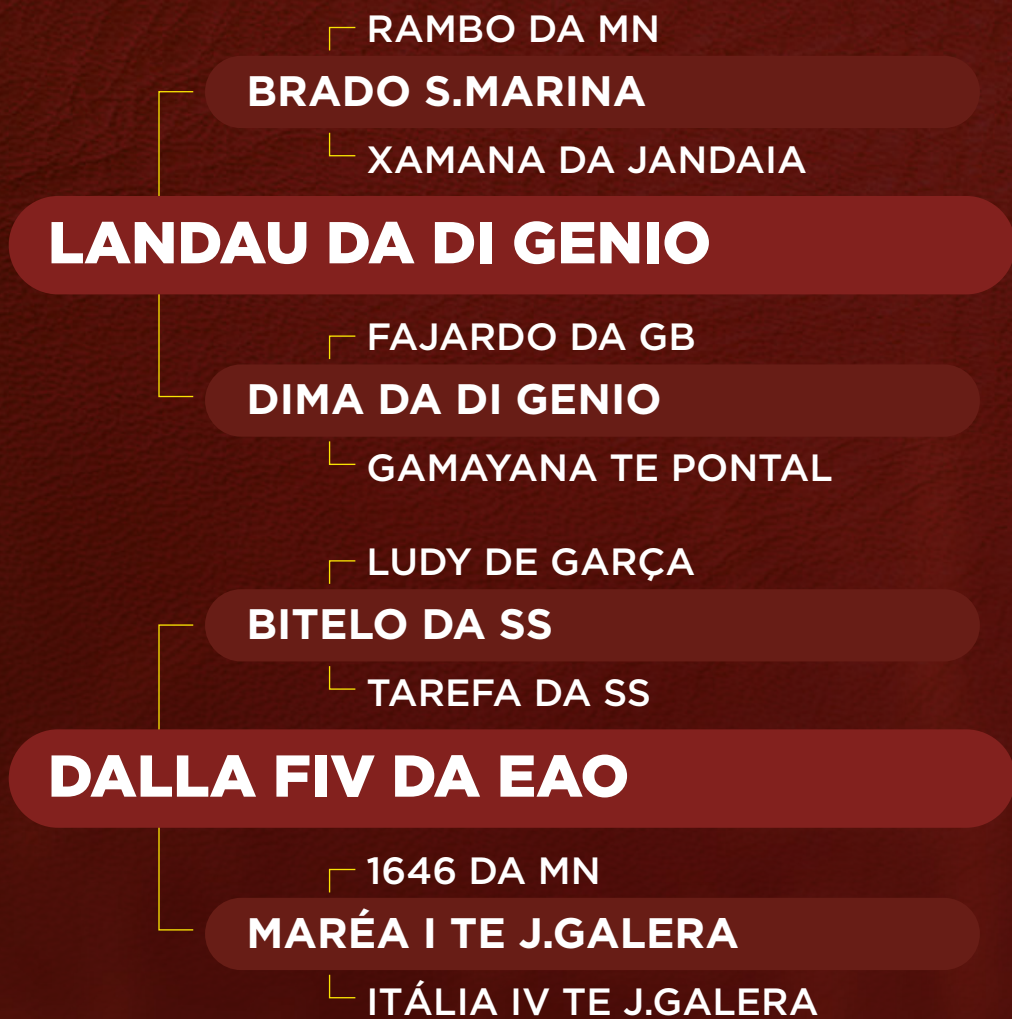 RAMBO DA MN
BRADO S.MARINA
XAMANA DA JANDAIA
LANDAU DA DI GENIO
FAJARDO DA GB
DIMA DA DI GENIO
GAMAYANA TE PONTAL
LUDY DE GARÇA
BITELO DA SS
TAREFA DA SS
DALLA FIV DA EAO
1646 DA MN
MARÉA I TE J.GALERA
ITÁLIA IV TE J.GALERA